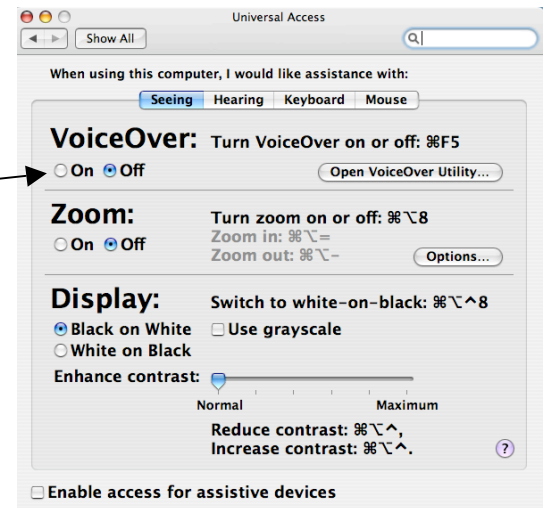 Universal Access
Show All
When using this computer, I would like assistance with:
Seeing Hearing Keyboard Mouse
VoiceOver: Turn VoiceOver on or off: ⌘F5
On Off Open VoiceOver Utility...
Zoom: Turn zoom on or off: ⌘⌥8
On Off Zoom in: ⌘⌥=
Zoom out: ⌘⌥- Options...
Display: Switch to white-on-black: ⌘⌥^8
Black on White Use grayscale
White on Black
Enhance contrast:
Normal Maximum
Reduce contrast: ⌘⌥^,
Increase contrast: ⌘⌥^. ?
Enable access for assistive devices